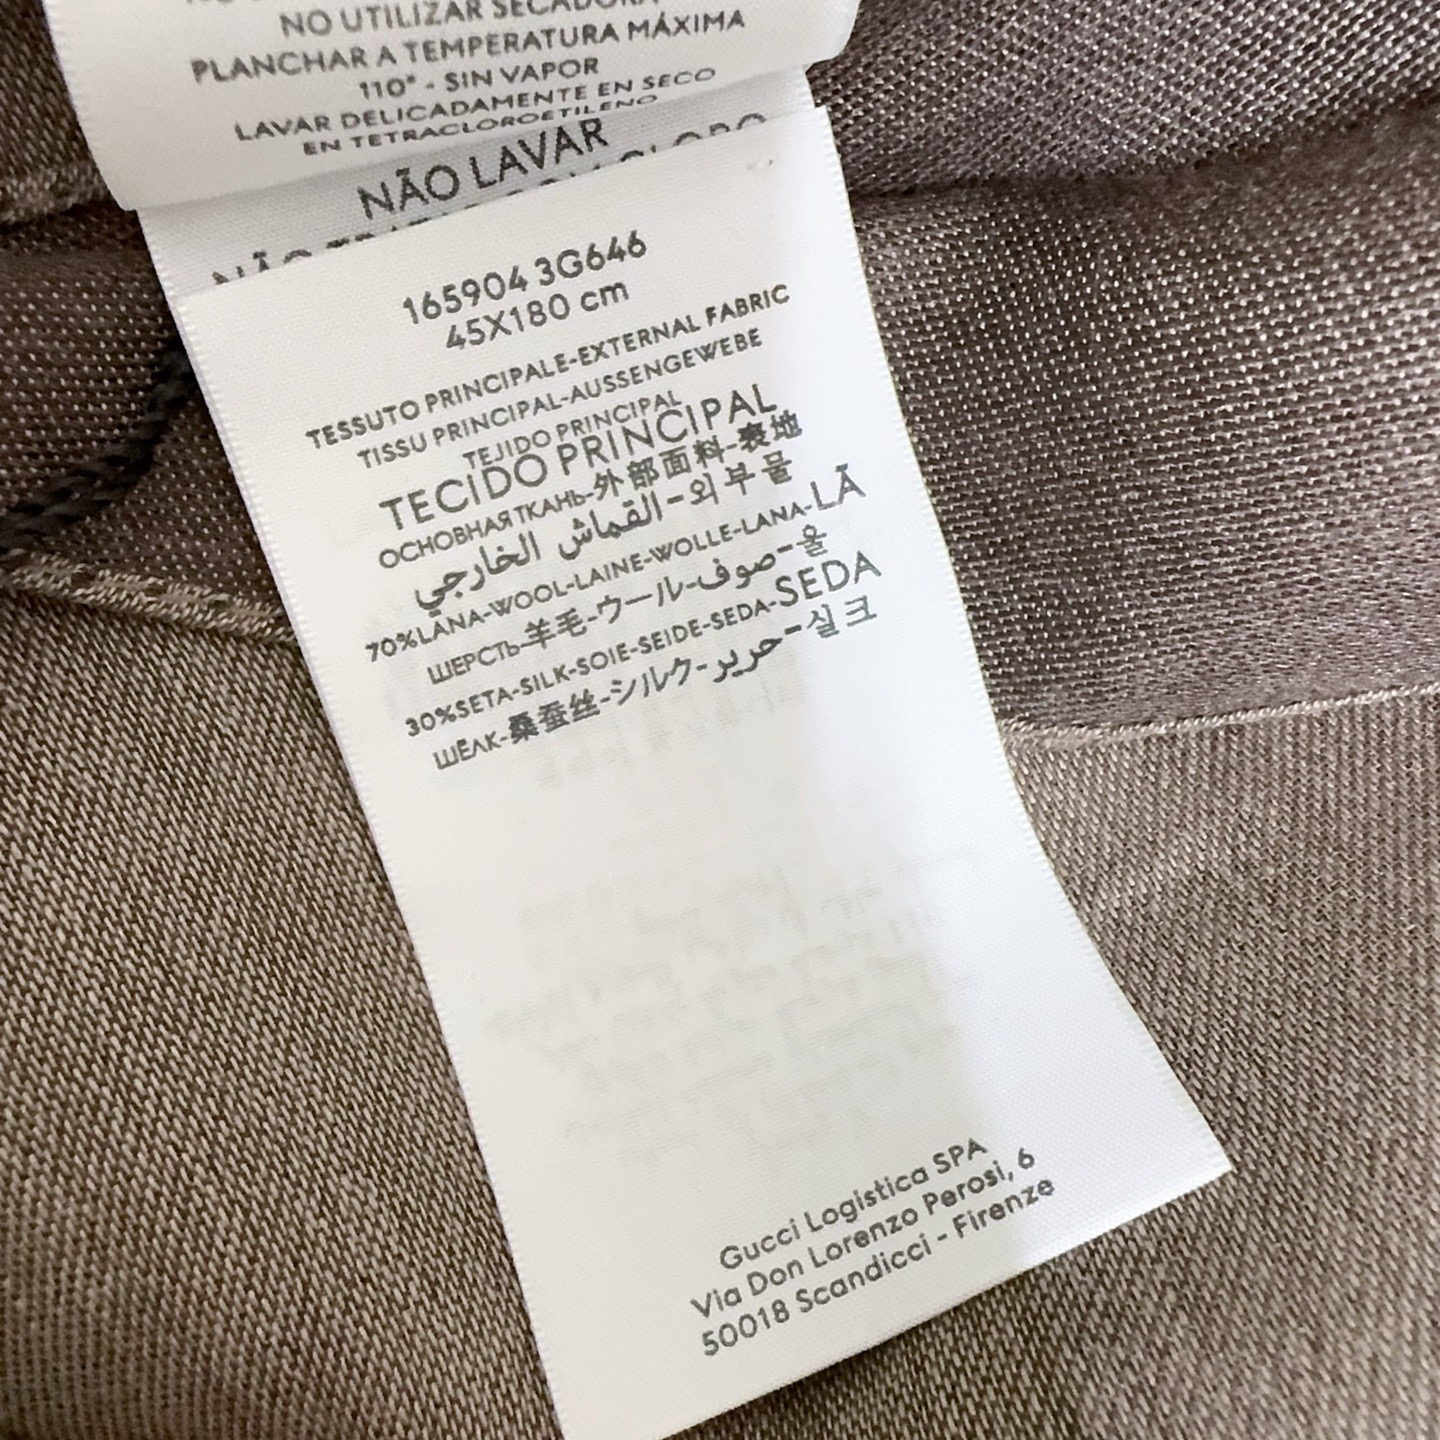 NO UTILIZAR SECADORA
PLANCHAR A TEMPERATURA MÁXIMA
110° - SIN VAPOR
LAVAR DELICADAMENTE EN SECO
EN TETRACLOROETILENO
NÃO LAVAR
165904 3G646
45X180 cm
TESSUTO PRINCIPALE-EXTERNAL FABRIC
TISSU PRINCIPAL-AUSSENGEWEBE
TEJIDO PRINCIPAL
TECIDO PRINCIPAL
ОСНОВНАЯ ТКАНЬ-外部面料-表地
القماش الخارجي-외부물
70%LANA-WOOL-LAINE-WOLLE-LANA-LÃ
ШЕРСТЬ-羊毛-ウール-صوف-울
30%SETA-SILK-SOIE-SEIDE-SEDA-SEDA
ШЁЛК-桑蚕丝-シルク-حرير-실크
Gucci Logistica SPA
Via Don Lorenzo Perosi, 6
50018 Scandicci - Firenze